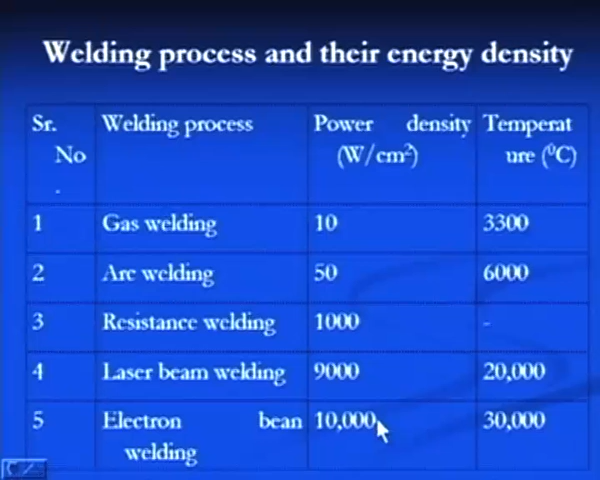 Welding process and their energy density
Sr. Welding process Power density Temperat
No (W/cm²) ure (⁰C)
.
1 Gas welding 10 3300
2 Arc welding 50 6000
3 Resistance welding 1000 -
4 Laser beam welding 9000 20,000
5 Electron bean 10,000 30,000
welding